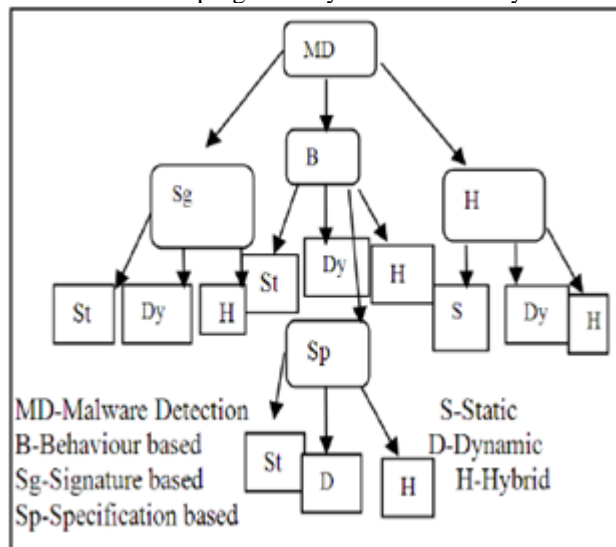 MD
B
Sg
H
St
Dy
H
St
Dy
H
S
Dy
H
Sp
MD-Malware Detection
S-Static
B-Behaviour based
D-Dynamic
Sg-Signature based
H-Hybrid
Sp-Specification based
St
D
H